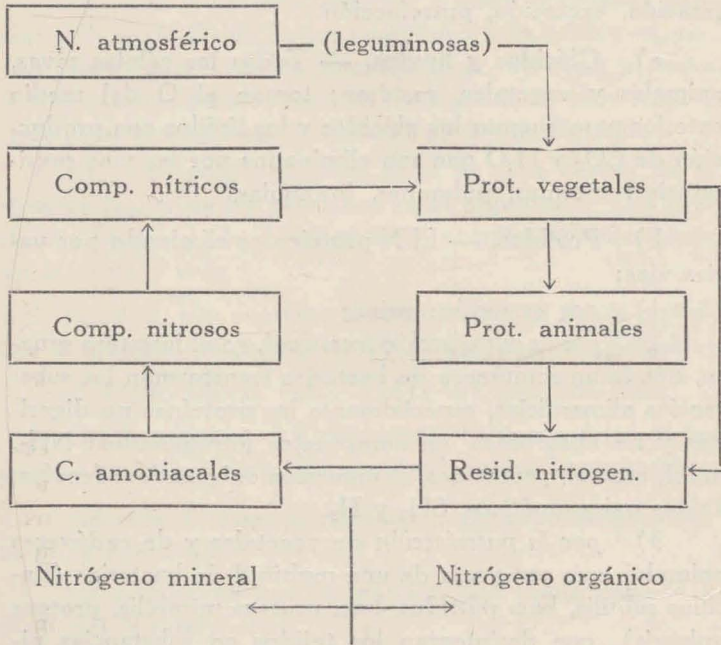 N. atmosférico (leguminosas)
Comp. nítricos Prot. vegetales
Comp. nitrosos Prot. animales
C. amoniacales Resid. nitrogen.
Nitrógeno mineral Nitrógeno orgánico